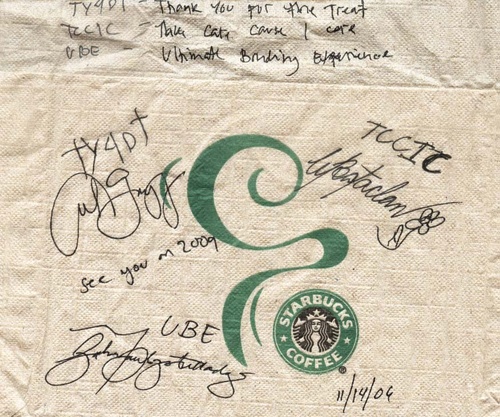 TY4DT - Thank you for the Treat
TCCIC - Take care cause I care
UBE - Ultimate Bonding Experience
TY4DT
TCCIC
see you on 2009
UBE
STARBUCKS
COFFEE
11/14/06